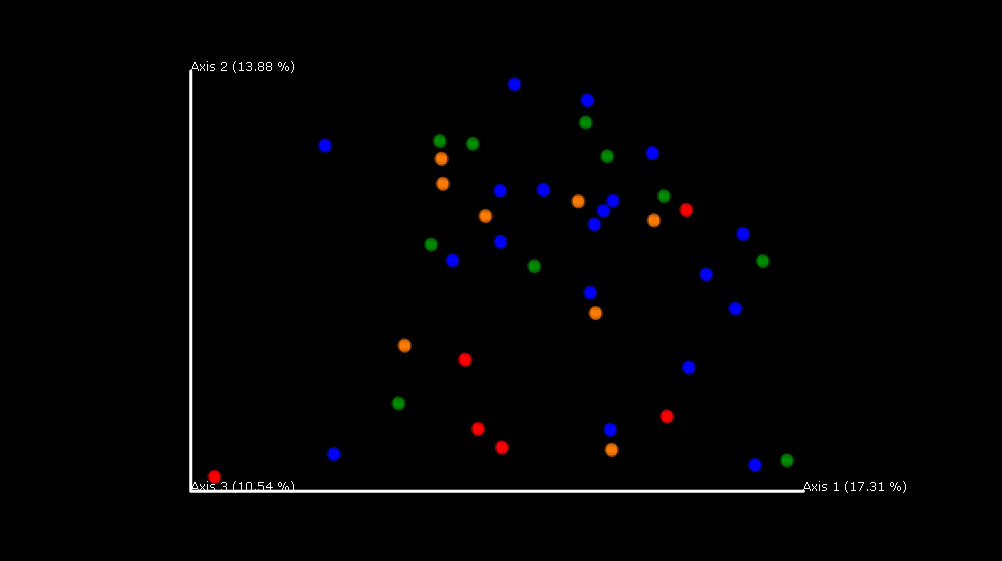 Axis 2 (13.88 %)
Axis 3 (10.54 %)
Axis 1 (17.31 %)